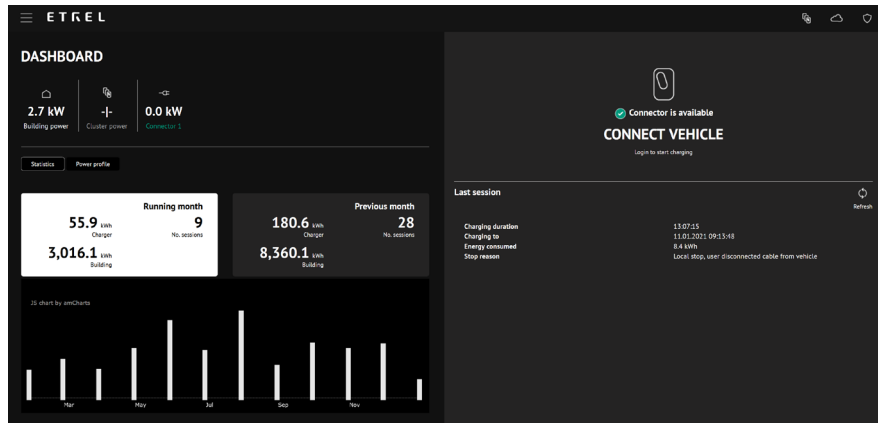 ETREL
DASHBOARD
2.7 kW
Building power
-|-
Cluster power
0.0 kW
Connector 1
Statistics
Power profile
Running month
55.9 kWh
Charger
9
No. sessions
3,016.1 kWh
Building
Previous month
180.6 kWh
Charger
28
No. sessions
8,360.1 kWh
Building
JS chart by amCharts
Mar May Jul Sep Nov
Connector is available
CONNECT VEHICLE
Login to start charging
Last session
Refresh
Charging duration 13:07:15
Charging to 11.01.2021 09:13:48
Energy consumed 8.4 kWh
Stop reason Local stop, user disconnected cable from vehicle